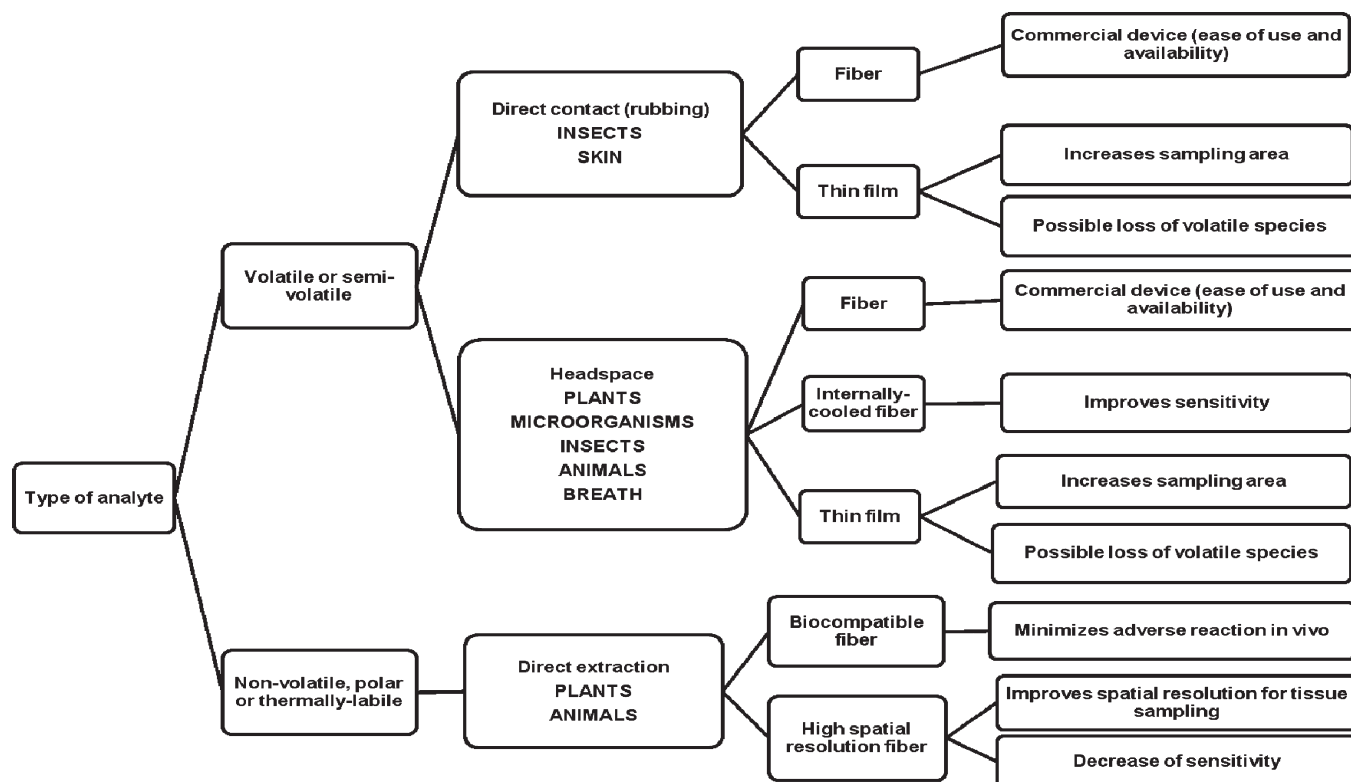 Type of analyte
Volatile or semi-
volatile
Non-volatile, polar
or thermally-labile
Direct contact (rubbing)
INSECTS
SKIN
Headspace
PLANTS
MICROORGANISMS
INSECTS
ANIMALS
BREATH
Direct extraction
PLANTS
ANIMALS
Fiber
Thin film
Fiber
Internally-
cooled fiber
Thin film
Biocompatible
fiber
High spatial
resolution fiber
Commercial device (ease of use and
availability)
Increases sampling area
Possible loss of volatile species
Commercial device (ease of use and
availability)
Improves sensitivity
Increases sampling area
Possible loss of volatile species
Minimizes adverse reaction in vivo
Improves spatial resolution for tissue
sampling
Decrease of sensitivity